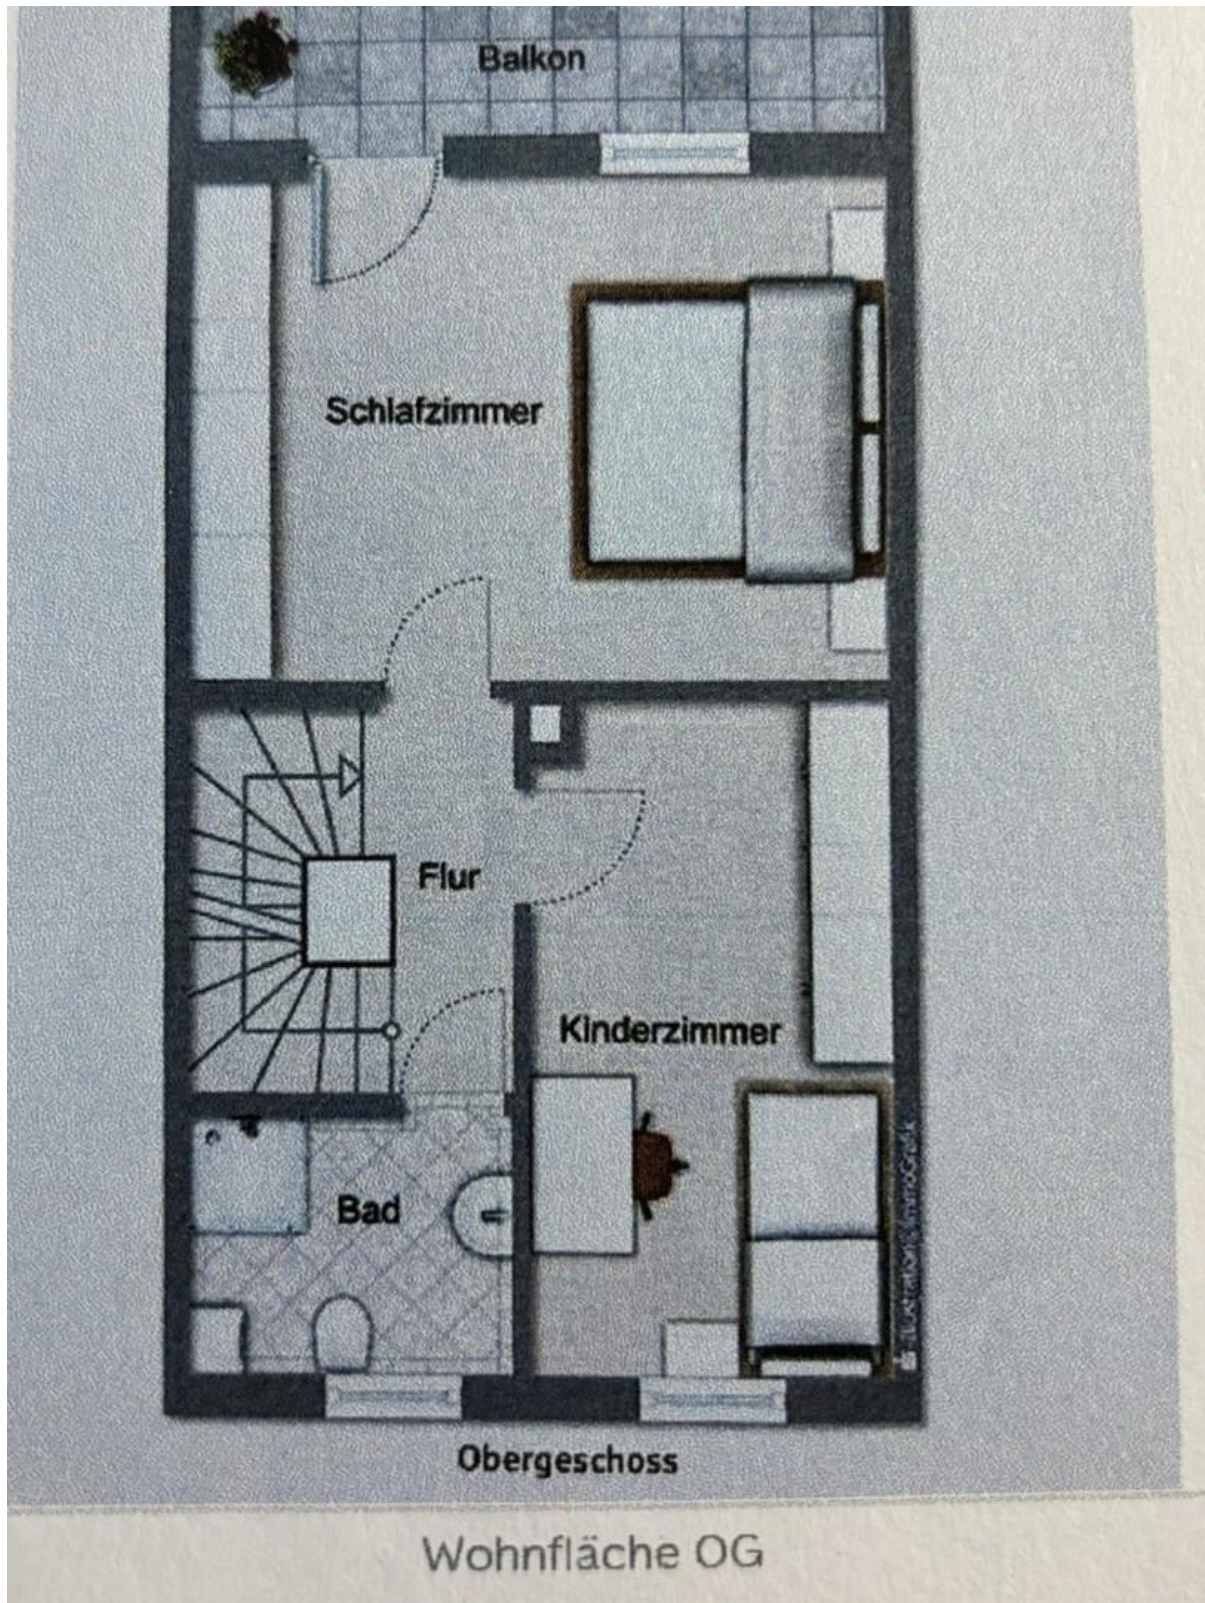 Balkon
Schlafzimmer
Flur
Kinderzimmer
Bad
Obergeschoss
Wohnfläche OG